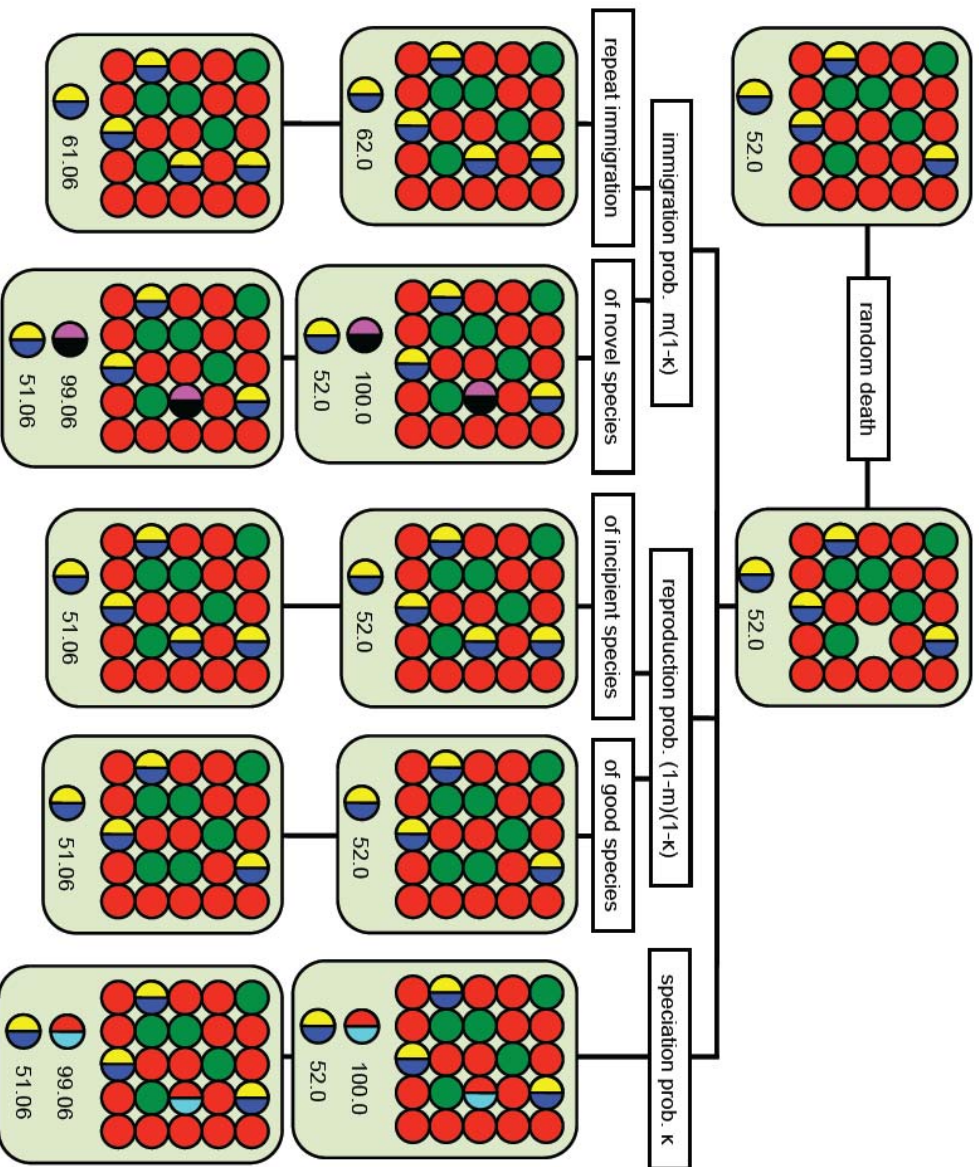 random death
52.0
52.0
immigration prob. m(1-κ)
reproduction prob. (1-m)(1-κ)
speciation prob. κ
repeat immigration
of novel species
of incipient species
of good species
62.0
100.0
52.0
52.0
52.0
100.0
52.0
61.06
99.06
51.06
51.06
51.06
99.06
51.06